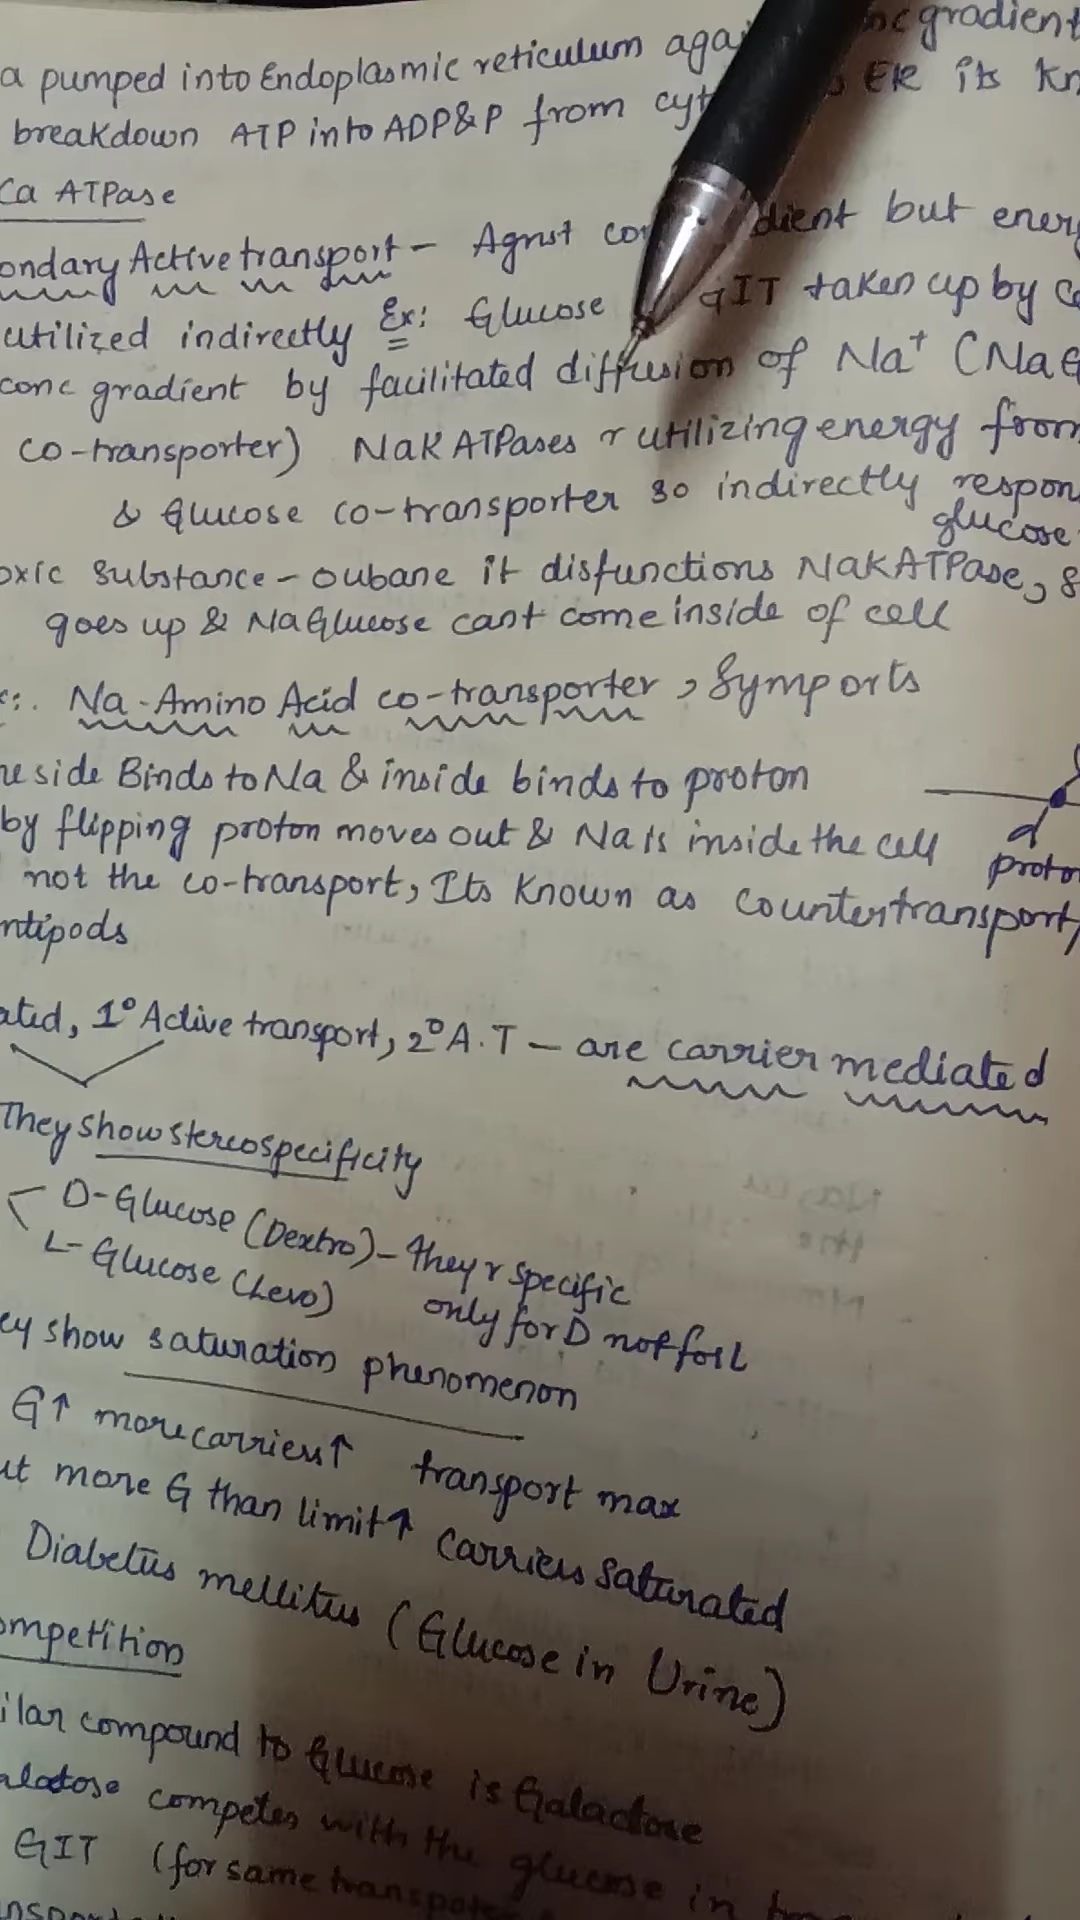 gradient
a pumped into Endoplasmic reticulum ER its
breakdown ATP into ADP&P from
Ca ATPase
ondary Active transport - Agnst dient but
utilized indirectly Ex: Glucose GIT taken up by
conc gradient by facilitated diffusion of Na+ (Na
co-transporter) NaK ATPases r utilizing energy from
& Glucose co-transporter so indirectly respon
glucose
oxic substance - oubane it disfunctions NaKATPase,
goes up & NaGlucose cant come inside of cell
Na-Amino Acid co-transporter, Symports
ne side Binds to Na & inside binds to proton
by flipping proton moves out & Na is inside the cell
proto
not the co-transport, Its Known as countertransport/
ntipods
ated, 1° Active transport, 2° A.T - are carrier mediated
They show stereospecificity
D-Glucose (Dextro) - they r specific
L-Glucose (Levo) only for D not for L
ey show saturation phenomenon
G↑ more carriers↑ transport max
ut more G than limit↑ carriers saturated
Diabetus mellitus (Glucose in Urine)
ompetition
ilar compound to Glucose is Galactose
alatose competes with the glucose in
GIT (for same